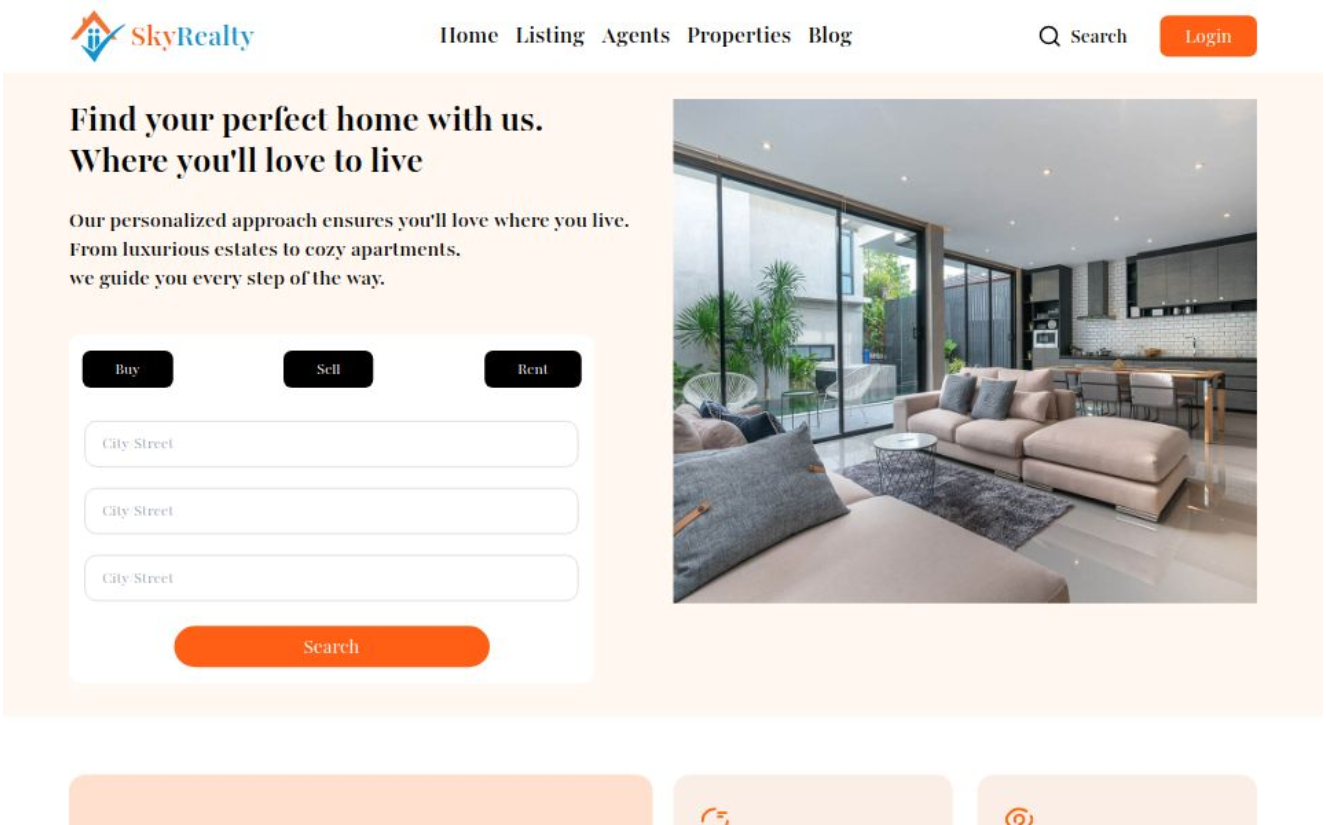 SkyRealty
Home Listing Agents Properties Blog
Search
Login
Find your perfect home with us.
Where you'll love to live
Our personalized approach ensures you'll love where you live.
From luxurious estates to cozy apartments.
we guide you every step of the way.
Buy
Sell
Rent
City Street
City Street
City Street
Search